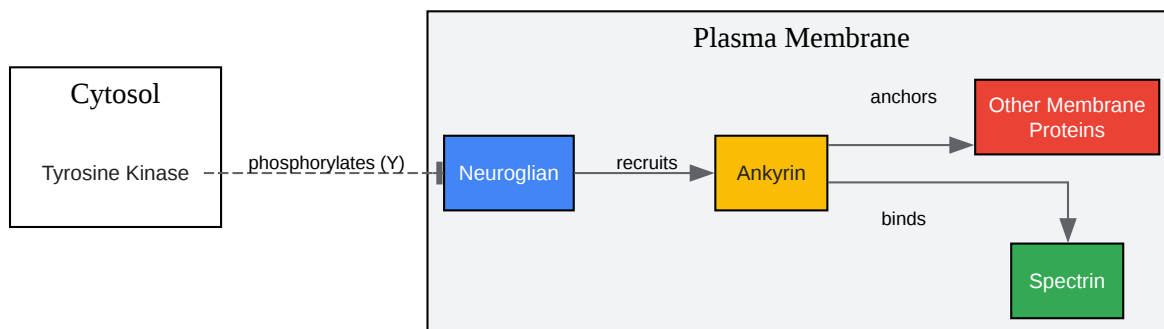 Plasma Membrane
Cytosol
Tyrosine Kinase
phosphorylates (Y)
Neuroglian
recruits
Ankyrin
anchors
Other Membrane
Proteins
binds
Spectrin